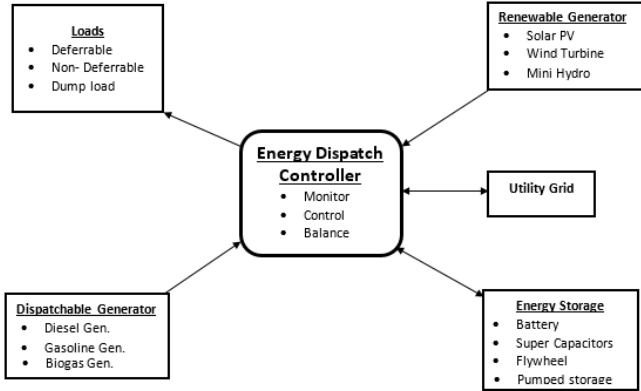 Loads
• Deferrable
• Non- Deferrable
• Dump load
Renewable Generator
• Solar PV
• Wind Turbine
• Mini Hydro
Energy Dispatch
Controller
• Monitor
• Control
• Balance
Utility Grid
Dispatchable Generator
• Diesel Gen.
• Gasoline Gen.
• Biogas Gen.
Energy Storage
• Battery
• Super Capacitors
• Flywheel
• Pumped storage